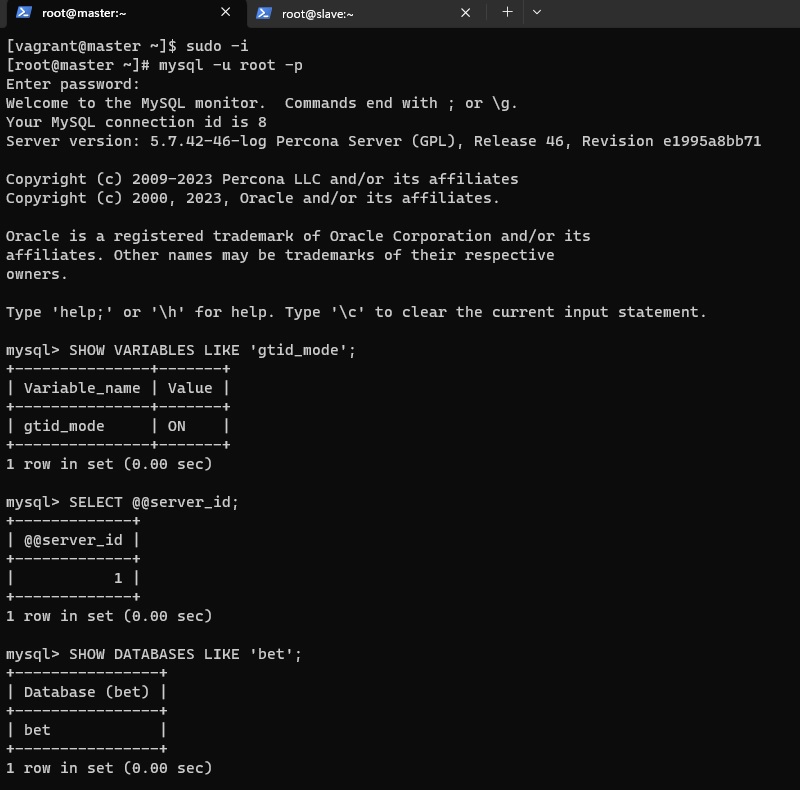 root@master:~
root@slave:~
[vagrant@master ~]$ sudo -i
[root@master ~]# mysql -u root -p
Enter password:
Welcome to the MySQL monitor.  Commands end with ; or \g.
Your MySQL connection id is 8
Server version: 5.7.42-46-log Percona Server (GPL), Release 46, Revision e1995a8bb71

Copyright (c) 2009-2023 Percona LLC and/or its affiliates
Copyright (c) 2000, 2023, Oracle and/or its affiliates.

Oracle is a registered trademark of Oracle Corporation and/or its
affiliates. Other names may be trademarks of their respective
owners.

Type 'help;' or '\h' for help. Type '\c' to clear the current input statement.

mysql> SHOW VARIABLES LIKE 'gtid_mode';
+---------------+-------+
| Variable_name | Value |
+---------------+-------+
| gtid_mode     | ON    |
+---------------+-------+
1 row in set (0.00 sec)

mysql> SELECT @@server_id;
+-------------+
| @@server_id |
+-------------+
|           1 |
+-------------+
1 row in set (0.00 sec)

mysql> SHOW DATABASES LIKE 'bet';
+----------------+
| Database (bet) |
+----------------+
| bet            |
+----------------+
1 row in set (0.00 sec)